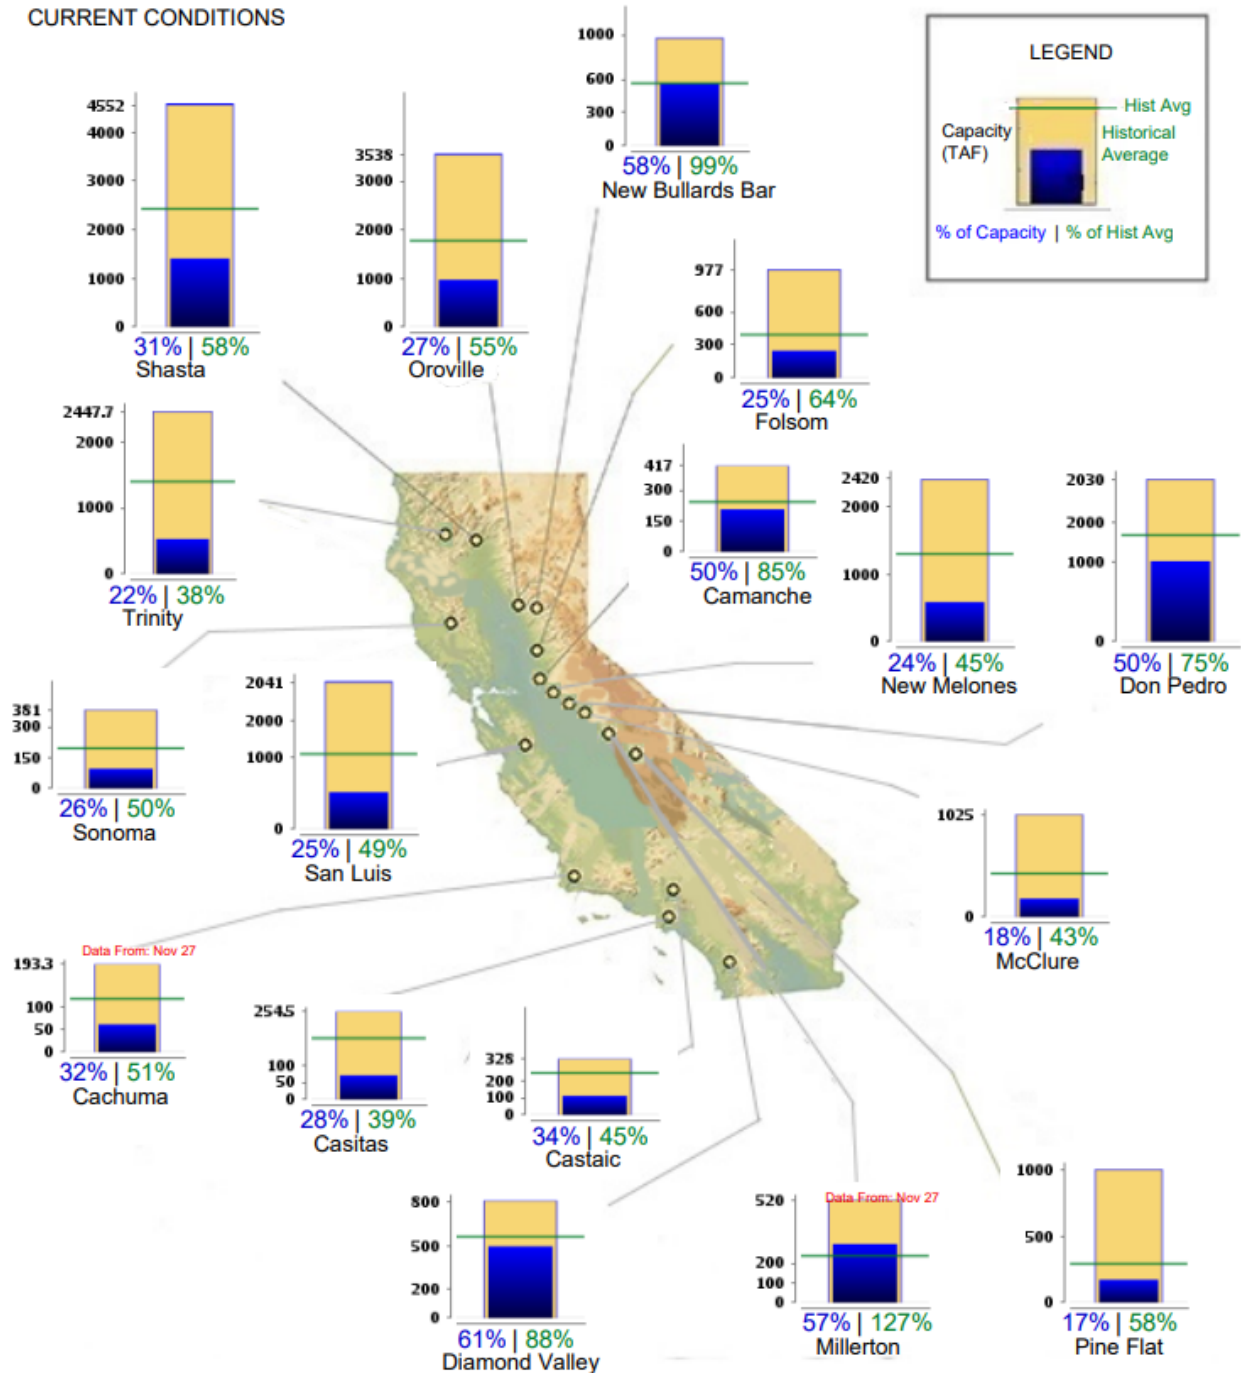 CURRENT CONDITIONS
1000
600
300
0
58% | 99%
New Bullards Bar
LEGEND
Hist Avg
Capacity
(TAF)
Historical
Average
% of Capacity | % of Hist Avg
4552
4000
3000
2000
1000
0
31% | 58%
Shasta
3538
3000
2000
1000
0
27% | 55%
Oroville
977
600
300
0
25% | 64%
Folsom
2447.7
2000
1000
0
22% | 38%
Trinity
417
300
150
0
50% | 85%
Camanche
2420
2000
1000
0
24% | 45%
New Melones
2030
2000
1000
0
50% | 75%
Don Pedro
381
300
150
0
26% | 50%
Sonoma
2041
2000
1000
0
25% | 49%
San Luis
1025
0
18% | 43%
McClure
Data From: Nov 27
193.3
100
50
0
32% | 51%
Cachuma
254.5
100
50
0
28% | 39%
Casitas
328
200
100
0
34% | 45%
Castaic
800
500
200
0
61% | 88%
Diamond Valley
Data From: Nov 27
520
200
100
0
57% | 127%
Millerton
1000
500
0
17% | 58%
Pine Flat